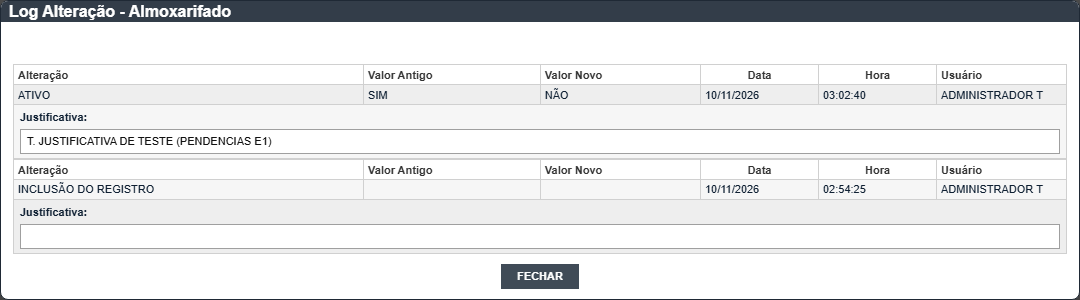 Log Alteração - Almoxarifado
Alteração Valor Antigo Valor Novo Data Hora Usuário
ATIVO SIM NÃO 10/11/2026 03:02:40 ADMINISTRADOR T
Justificativa:
T. JUSTIFICATIVA DE TESTE (PENDENCIAS E1)
Alteração Valor Antigo Valor Novo Data Hora Usuário
INCLUSÃO DO REGISTRO 10/11/2026 02:54:25 ADMINISTRADOR T
Justificativa:
FECHAR